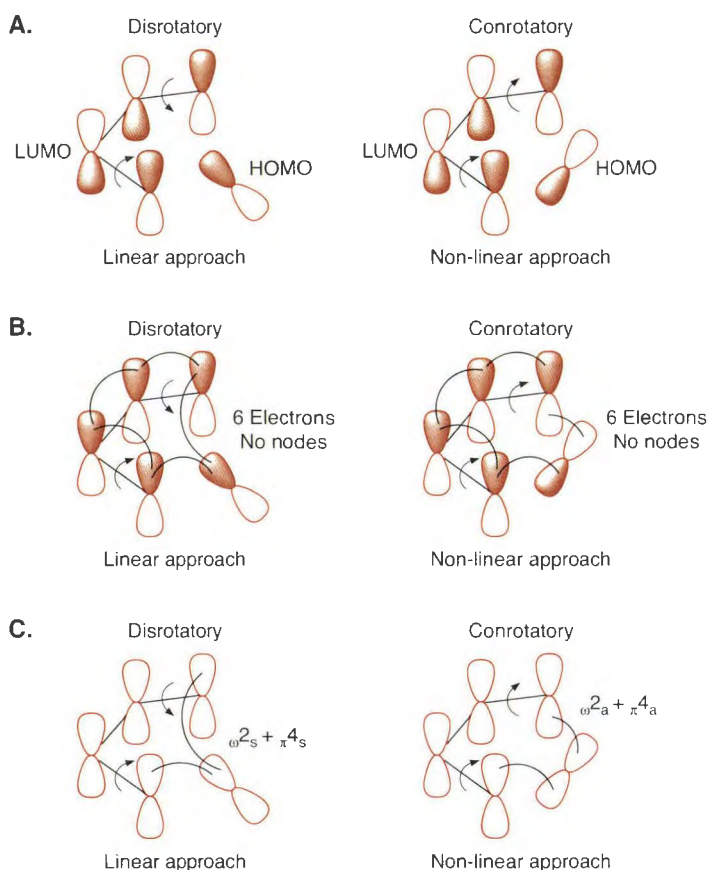 A.
Disrotatory
Conrotatory
LUMO
HOMO
LUMO
HOMO
Linear approach
Non-linear approach
B.
Disrotatory
Conrotatory
6 Electrons
No nodes
6 Electrons
No nodes
Linear approach
Non-linear approach
C.
Disrotatory
Conrotatory
ω2s + π4s
ω2a + π4a
Linear approach
Non-linear approach